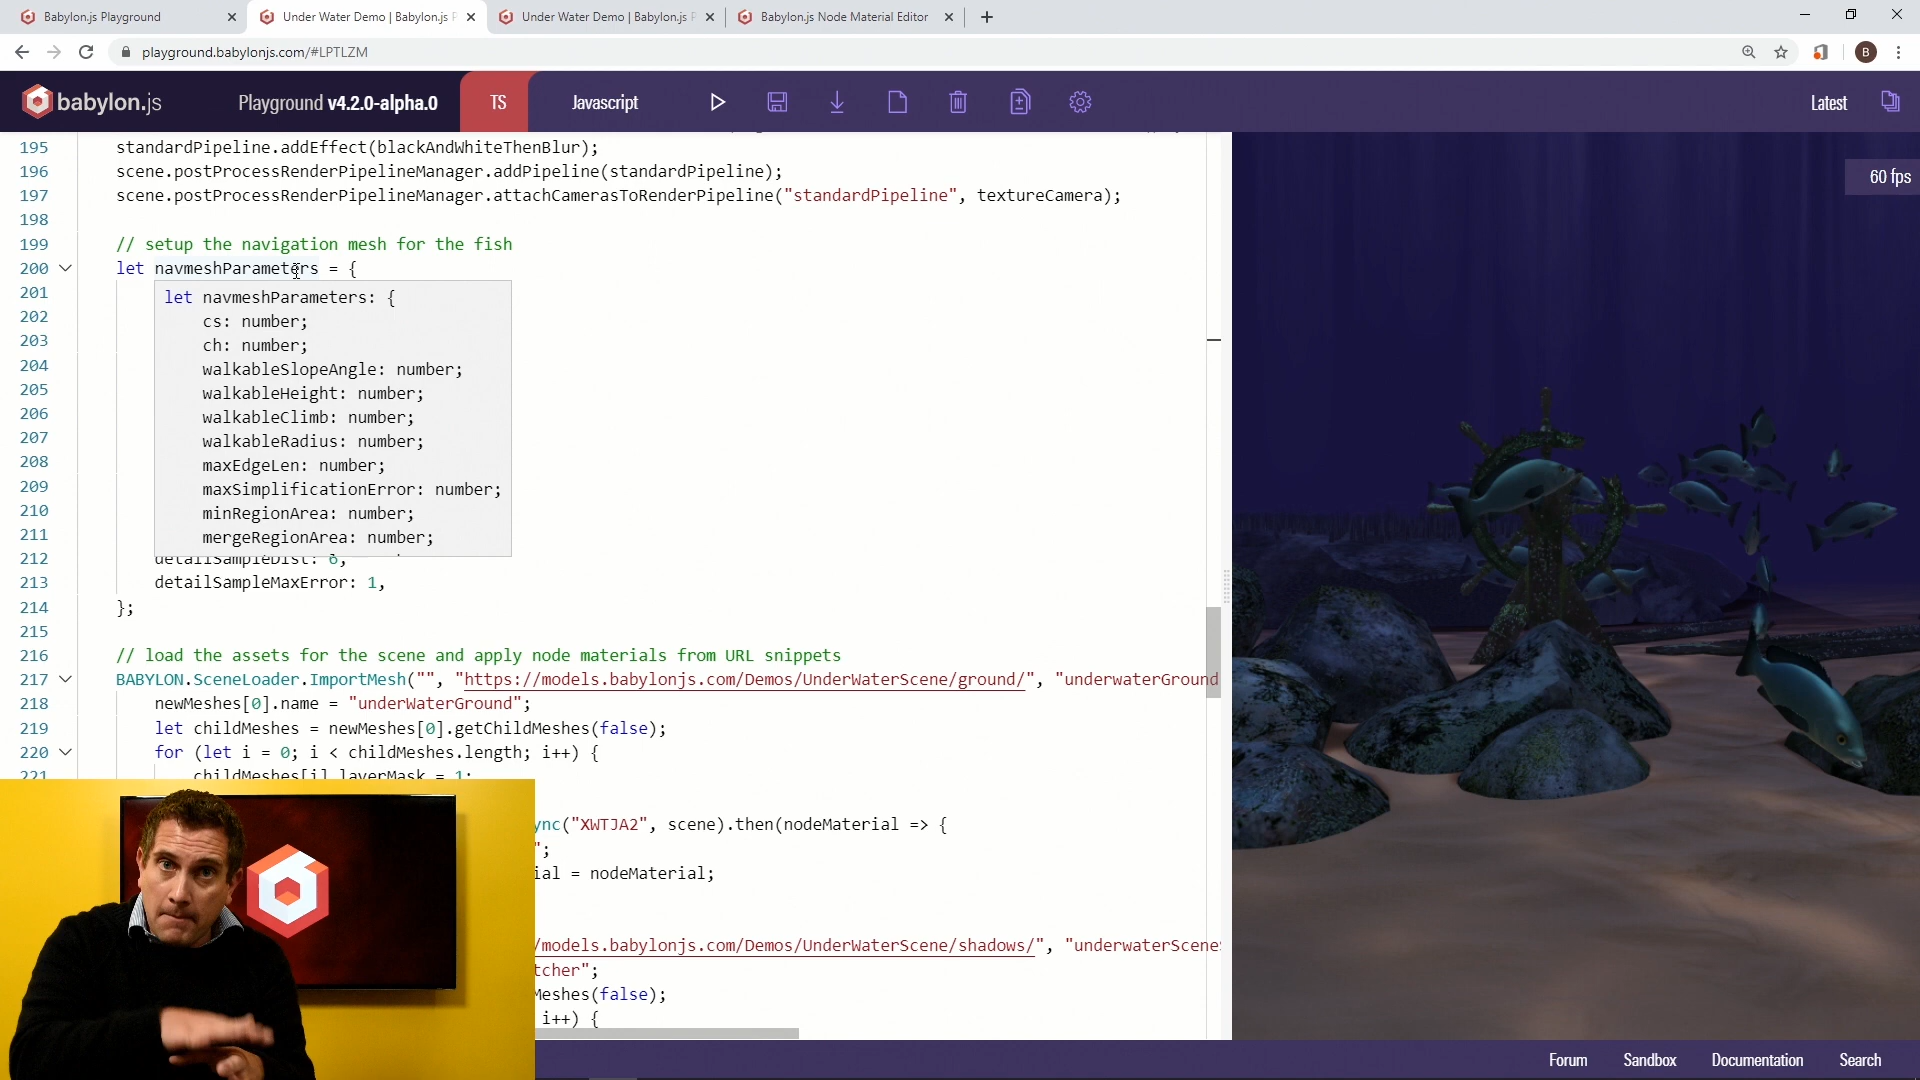 Babylon.js Playground
Under Water Demo | Babylon.js P
Under Water Demo | Babylon.js P
Babylon.js Node Material Editor
playground.babylonjs.com/#LPTLZM
B
babylon.js
Playground v4.2.0-alpha.0
TS
Javascript
Latest
60 fps
195 standardPipeline.addEffect(blackAndWhiteThenBlur);
196 scene.postProcessRenderPipelineManager.addPipeline(standardPipeline);
197 scene.postProcessRenderPipelineManager.attachCamerasToRenderPipeline("standardPipeline", textureCamera);
198
199 // setup the navigation mesh for the fish
200 let navmeshParameters = {
201 let navmeshParameters: {
202 cs: number;
203 ch: number;
204 walkableSlopeAngle: number;
205 walkableHeight: number;
206 walkableClimb: number;
207 walkableRadius: number;
208 maxEdgeLen: number;
209 maxSimplificationError: number;
210 minRegionArea: number;
211 mergeRegionArea: number;
212 detailSampleDist: 6,
213 detailSampleMaxError: 1,
214 };
215
216 // load the assets for the scene and apply node materials from URL snippets
217 BABYLON.SceneLoader.ImportMesh("", "https://models.babylonjs.com/Demos/UnderWaterScene/ground/", "underwaterGround
218 newMeshes[0].name = "underWaterGround";
219 let childMeshes = newMeshes[0].getChildMeshes(false);
220 for (let i = 0; i < childMeshes.length; i++) {
221 childMeshes[i].layerMask = 1;
ync("XWTJA2", scene).then(nodeMaterial => {
";
ial = nodeMaterial;
/models.babylonjs.com/Demos/UnderWaterScene/shadows/", "underwaterScene
tcher";
Meshes(false);
i++) {
Forum
Sandbox
Documentation
Search